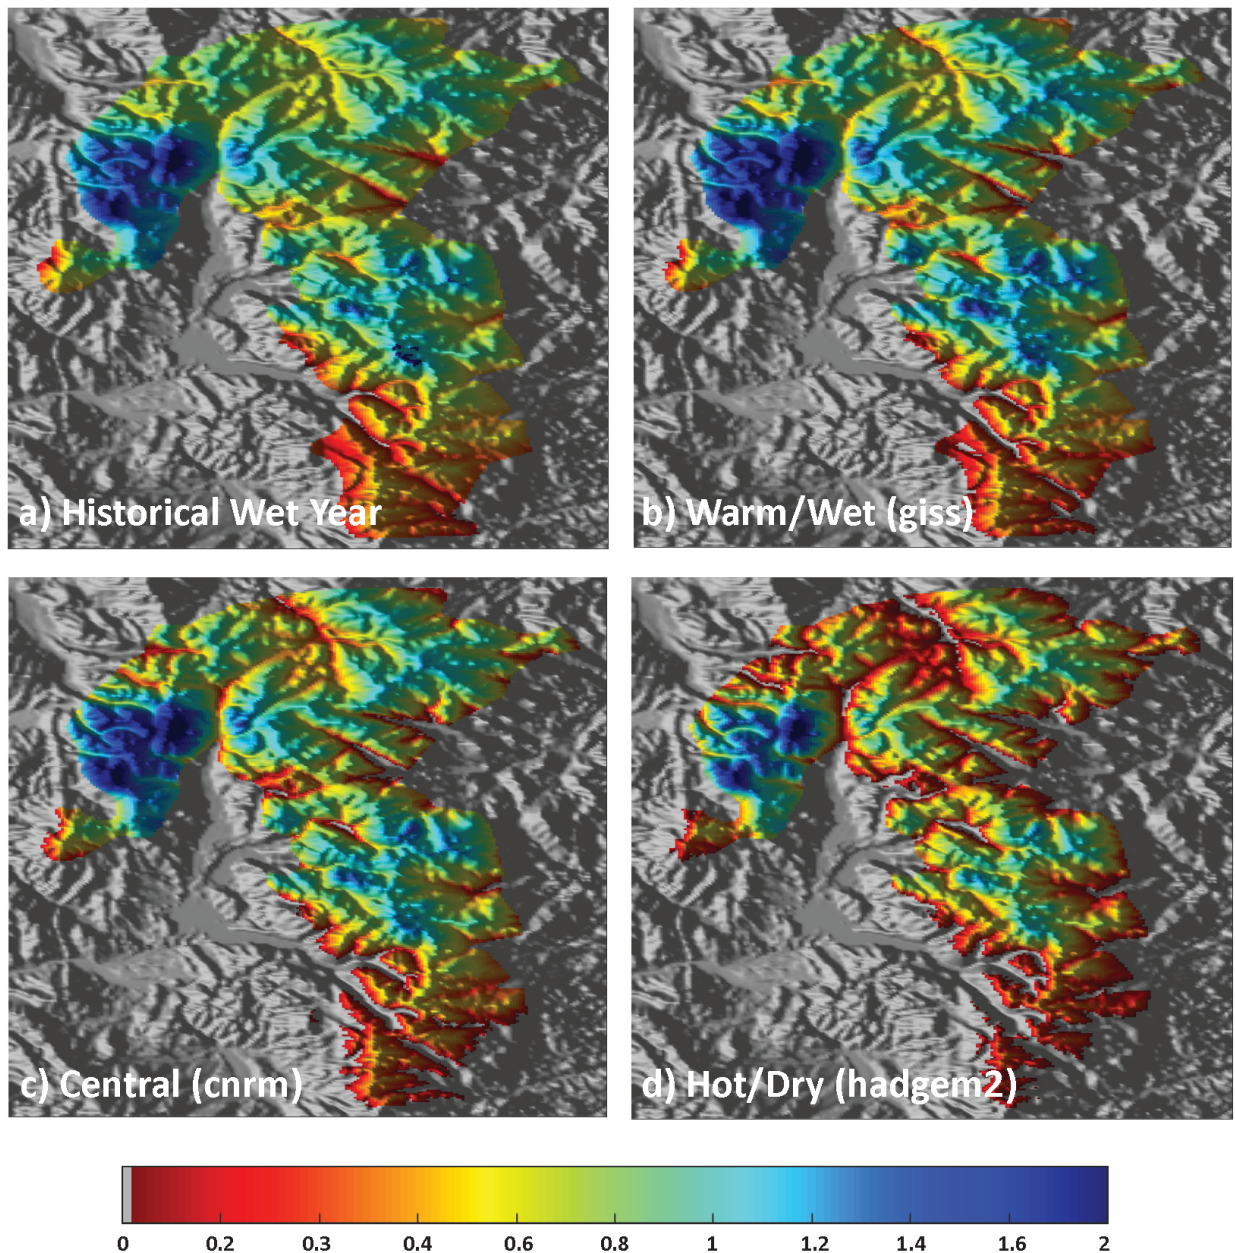 a) Historical Wet Year
b) Warm/Wet (giss)
c) Central (cnrm)
d) Hot/Dry (hadgem2)
0 0.2 0.3 0.4 0.6 0.8 1 1.2 1.4 1.6 2